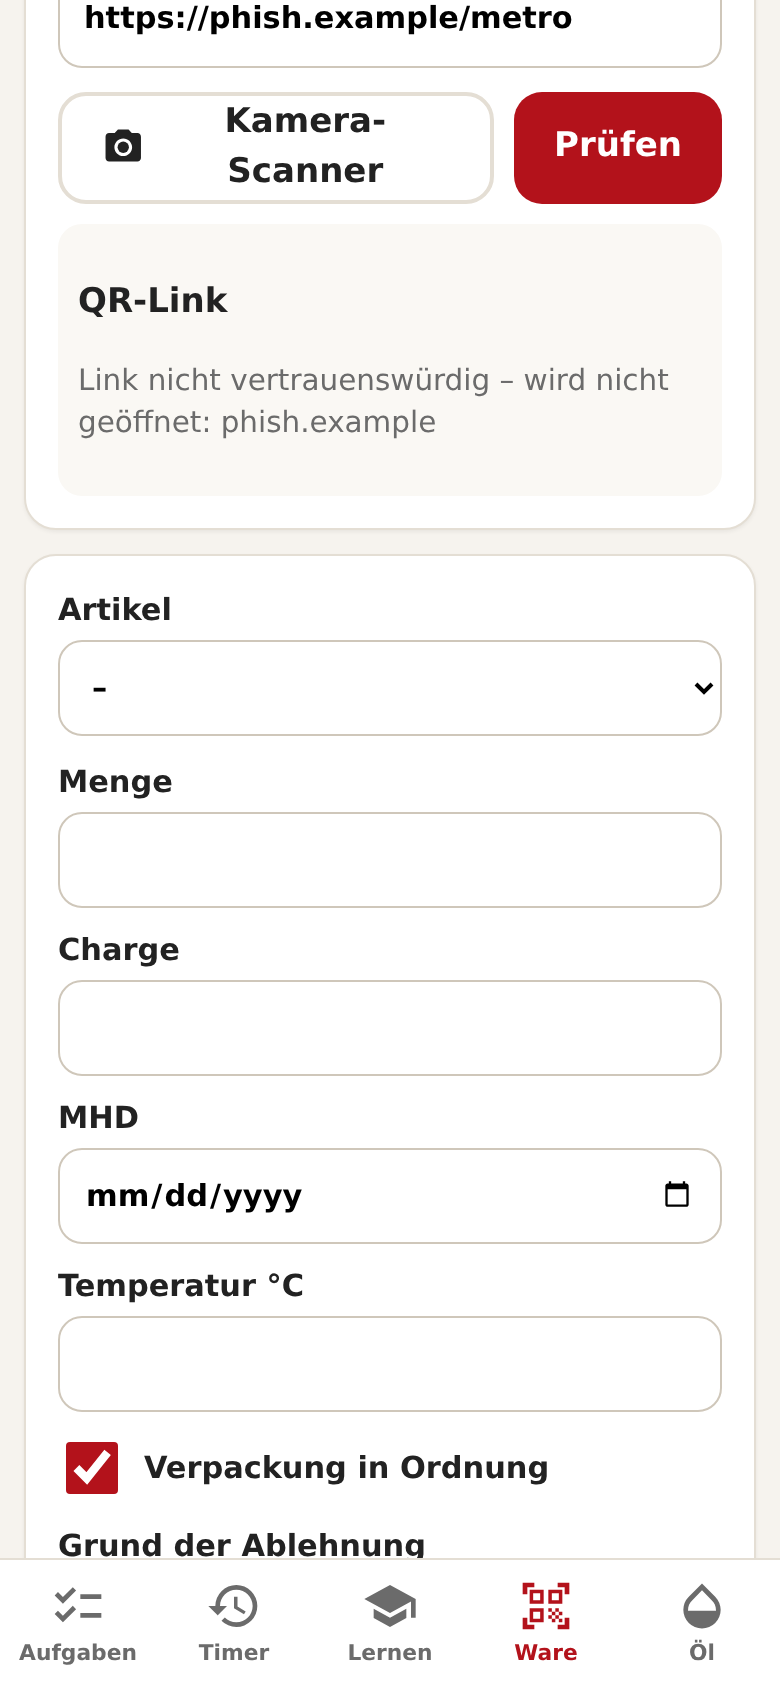 https://phish.example/metro
Kamera-
Scanner
Prüfen
QR-Link
Link nicht vertrauenswürdig – wird nicht
geöffnet: phish.example
Artikel
–
Menge
Charge
MHD
mm/dd/yyyy
Temperatur °C
Verpackung in Ordnung
Grund der Ablehnung
Aufgaben
Timer
Lernen
Ware
Öl